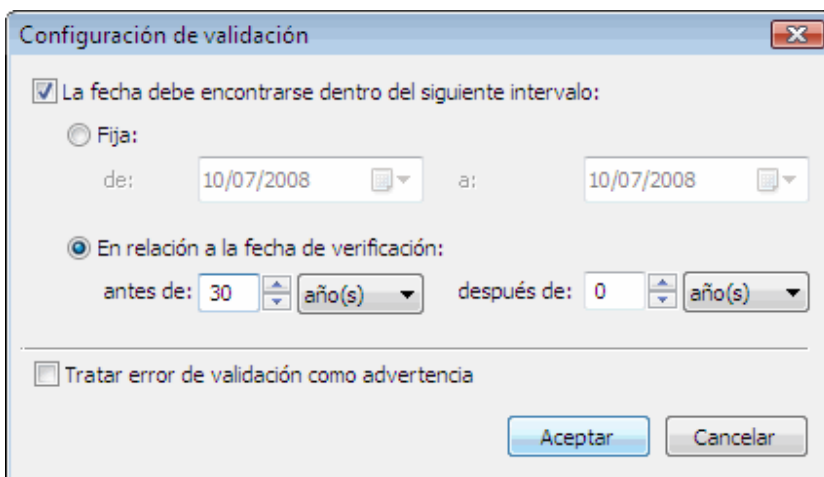 Configuración de validación
La fecha debe encontrarse dentro del siguiente intervalo:
Fija:
de: 10/07/2008 a: 10/07/2008
En relación a la fecha de verificación:
antes de: 30 año(s) después de: 0 año(s)
Tratar error de validación como advertencia
Aceptar Cancelar